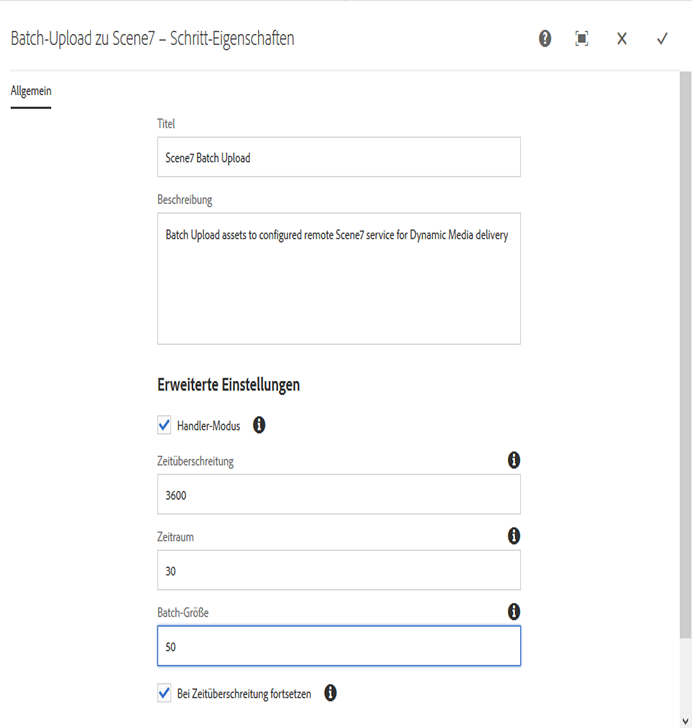 Batch-Upload zu Scene7 – Schritt-Eigenschaften
Allgemein
Titel
Scene7 Batch Upload
Beschreibung
Batch Upload assets to configured remote Scene7 service for Dynamic Media delivery
Erweiterte Einstellungen
Handler-Modus
Zeitüberschreitung
3600
Zeitraum
30
Batch-Größe
50
Bei Zeitüberschreitung fortsetzen